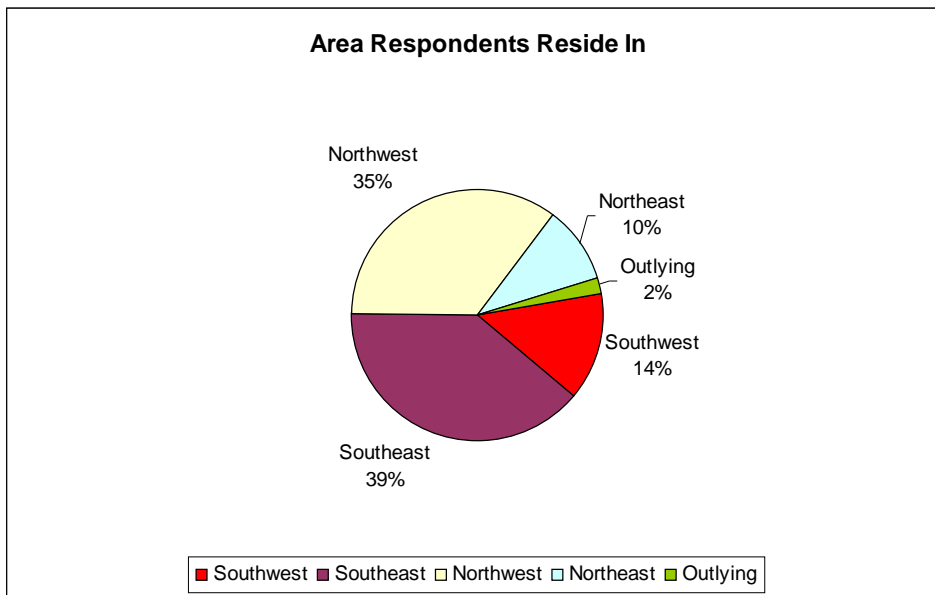 Area Respondents Reside In
Northwest
35%
Northeast
10%
Outlying
2%
Southwest
14%
Southeast
39%
Southwest Southeast Northwest Northeast Outlying